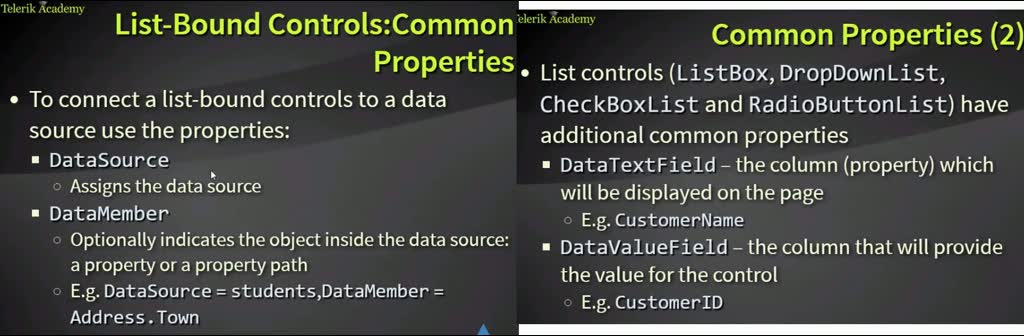 Telerik Academy
List-Bound Controls:Common
Properties
• To connect a list-bound controls to a data
source use the properties:
▪ DataSource
○ Assigns the data source
▪ DataMember
○ Optionally indicates the object inside the data source:
a property or a property path
○ E.g. DataSource = students,DataMember =
Address.Town
Telerik Academy
Common Properties (2)
• List controls (ListBox, DropDownList,
CheckBoxList and RadioButtonList) have
additional common properties
▪ DataTextField – the column (property) which
will be displayed on the page
○ E.g. CustomerName
▪ DataValueField – the column that will provide
the value for the control
○ E.g. CustomerID